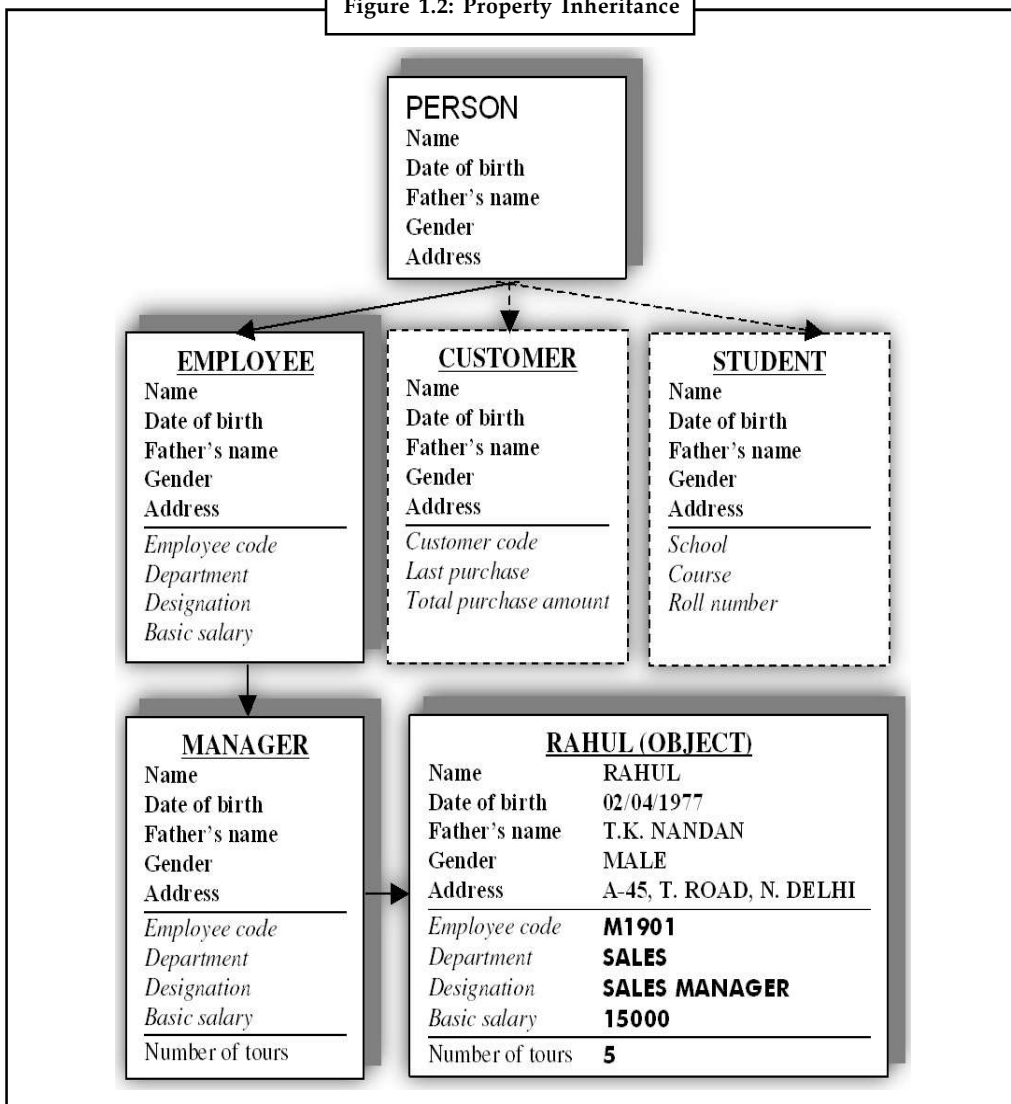 Figure 1.2: Property Inheritance
PERSON
Name
Date of birth
Father’s name
Gender
Address
EMPLOYEE
Name
Date of birth
Father’s name
Gender
Address
Employee code
Department
Designation
Basic salary
CUSTOMER
Name
Date of birth
Father’s name
Gender
Address
Customer code
Last purchase
Total purchase amount
STUDENT
Name
Date of birth
Father’s name
Gender
Address
School
Course
Roll number
MANAGER
Name
Date of birth
Father’s name
Gender
Address
Employee code
Department
Designation
Basic salary
Number of tours
RAHUL (OBJECT)
Name RAHUL
Date of birth 02/04/1977
Father’s name T.K. NANDAN
Gender MALE
Address A-45, T. ROAD, N. DELHI
Employee code M1901
Department SALES
Designation SALES MANAGER
Basic salary 15000
Number of tours 5